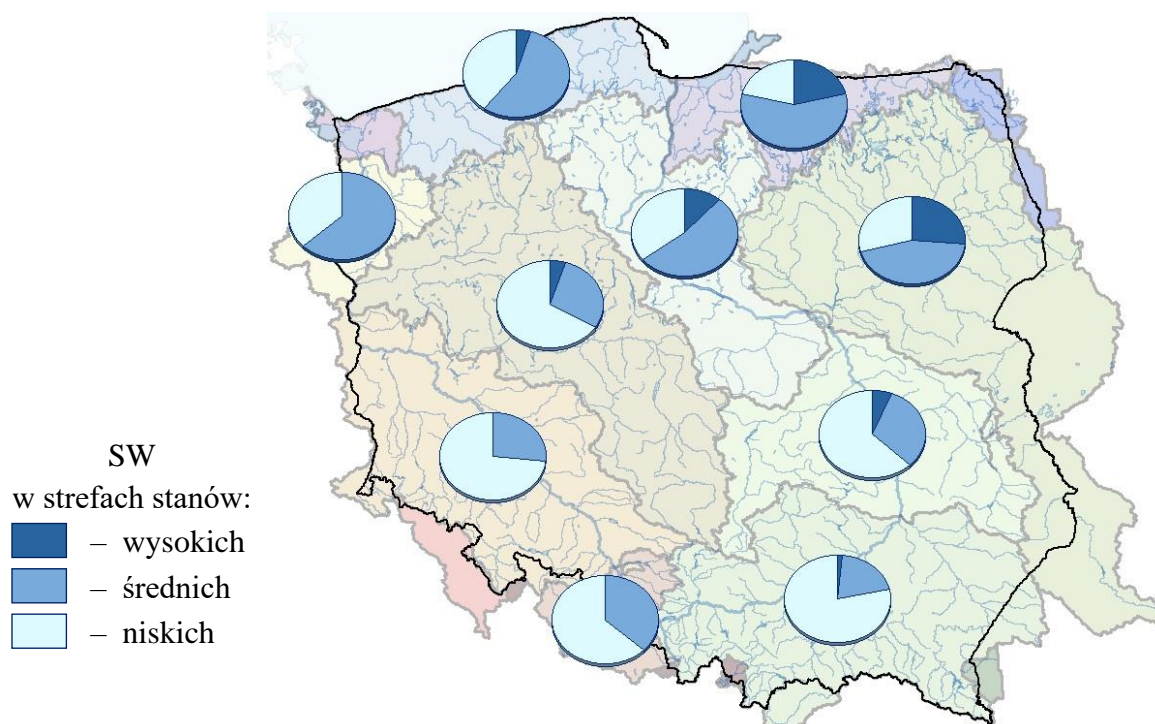 SW
w strefach stanów:
– wysokich
– średnich
– niskich